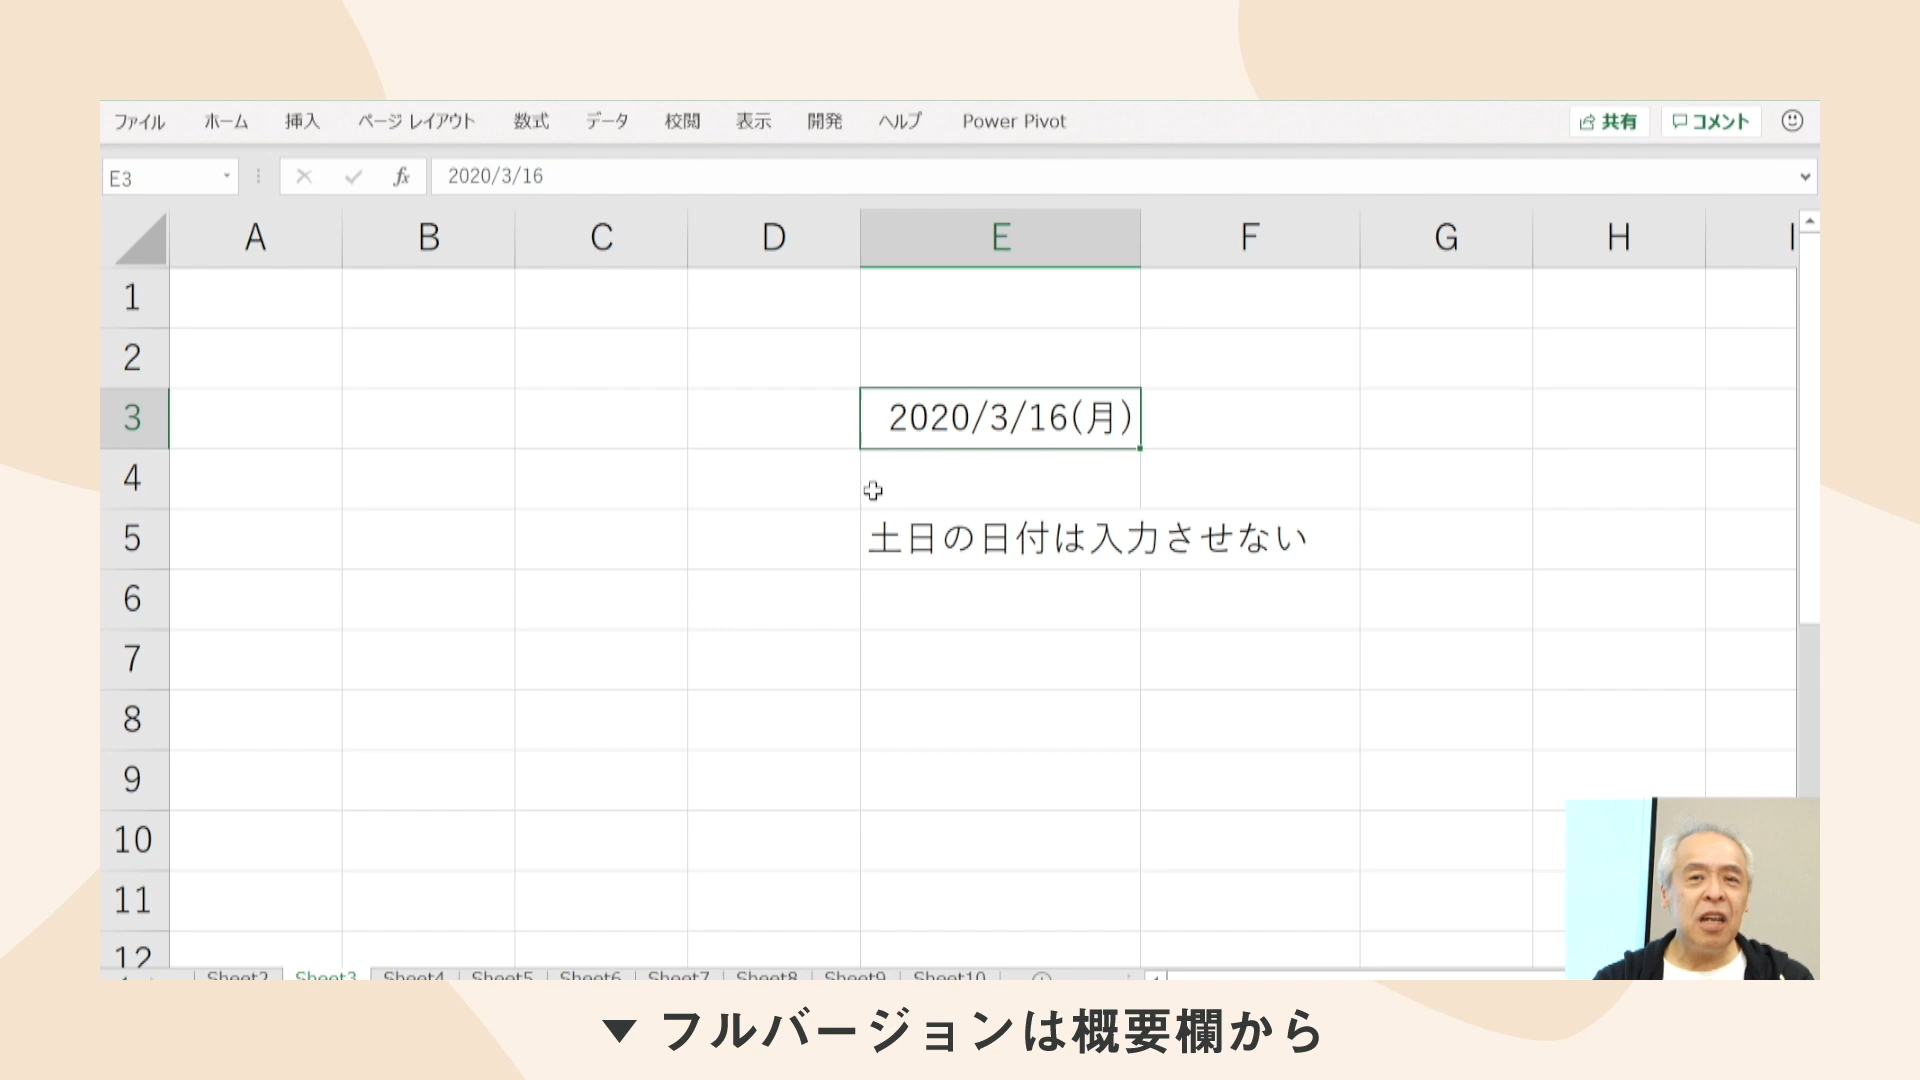 ファイル ホーム 挿入 ページ レイアウト 数式 データ 校閲 表示 開発 ヘルプ Power Pivot 共有 コメント
E3 fx 2020/3/16
A B C D E F G H I
1
2
3 2020/3/16(月)
4
5 土日の日付は入力させない
6
7
8
9
10
11
12
Sheet2 Sheet3 Sheet4 Sheet5 Sheet6 Sheet7 Sheet8 Sheet9 Sheet10
▼ フルバージョンは概要欄から